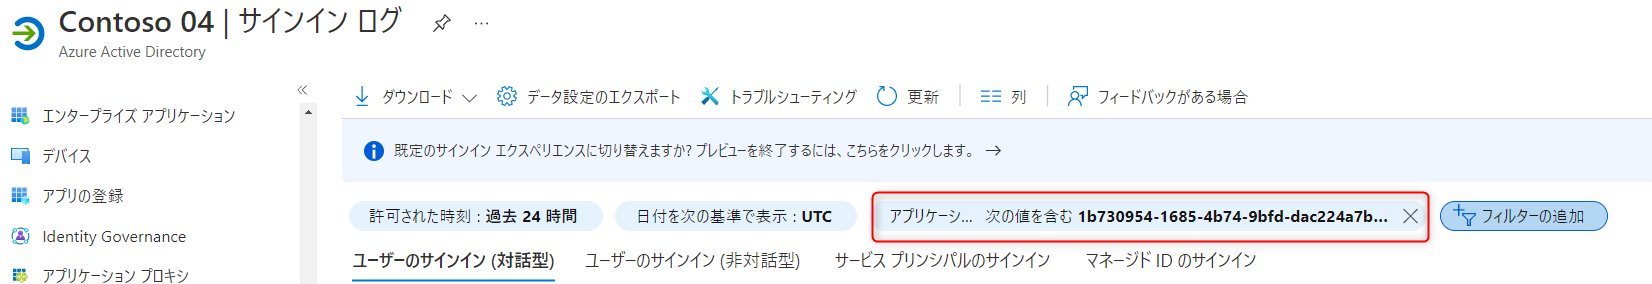 Contoso 04 | サインイン ログ ...
Azure Active Directory
«
エンタープライズ アプリケーション
デバイス
アプリの登録
Identity Governance
アプリケーション プロキシ
ダウンロード データ設定のエクスポート トラブルシューティング 更新 列 フィードバックがある場合
既定のサインイン エクスペリエンスに切り替えますか? プレビューを終了するには、こちらをクリックします。 →
許可された時刻 : 過去 24 時間 日付を次の基準で表示 : UTC アプリケーシ... 次の値を含む 1b730954-1685-4b74-9bfd-dac224a7b... フィルターの追加
ユーザーのサインイン (対話型) ユーザーのサインイン (非対話型) サービス プリンシパルのサインイン マネージド ID のサインイン